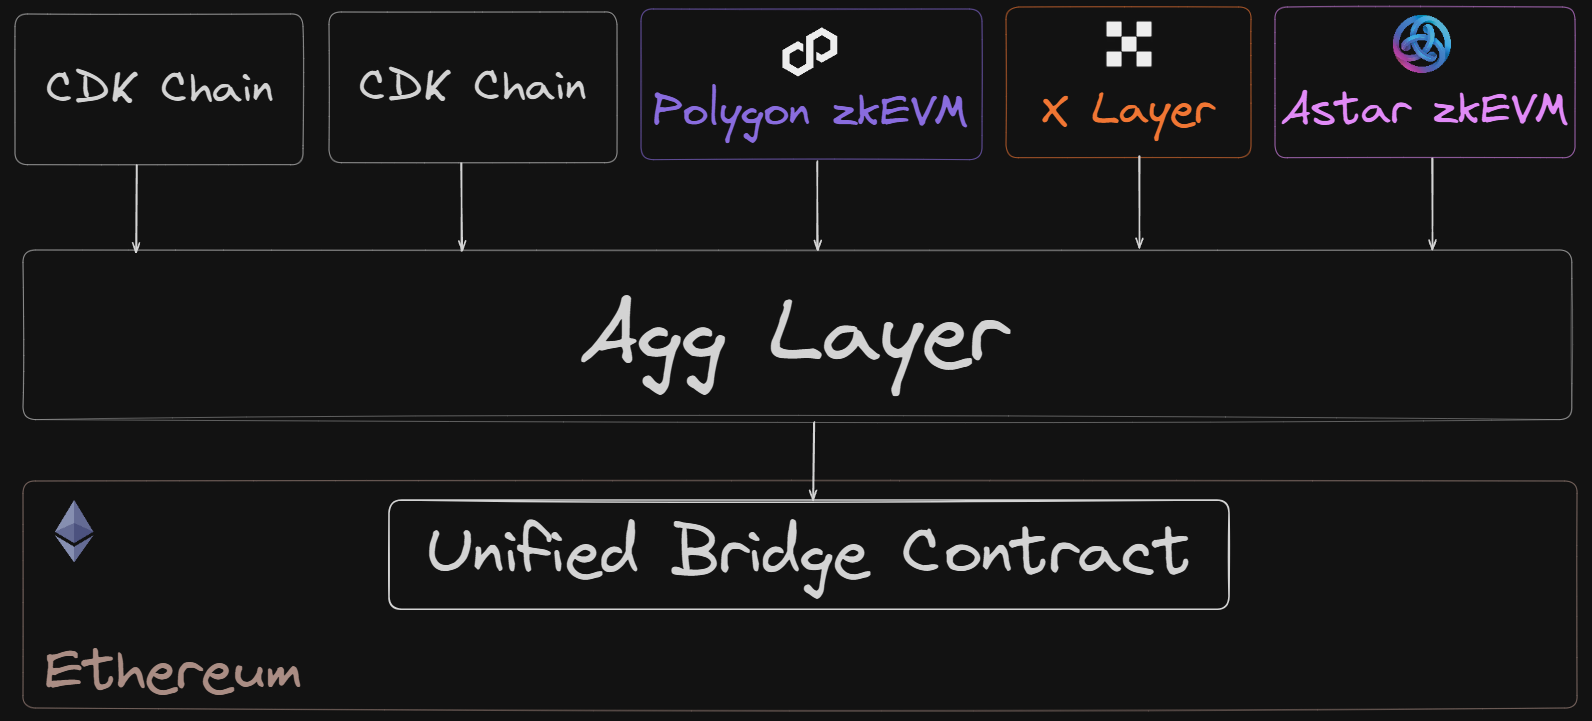 CDK Chain
CDK Chain
Polygon zkEVM
X Layer
Astar zkEVM
Agg Layer
Unified Bridge Contract
Ethereum